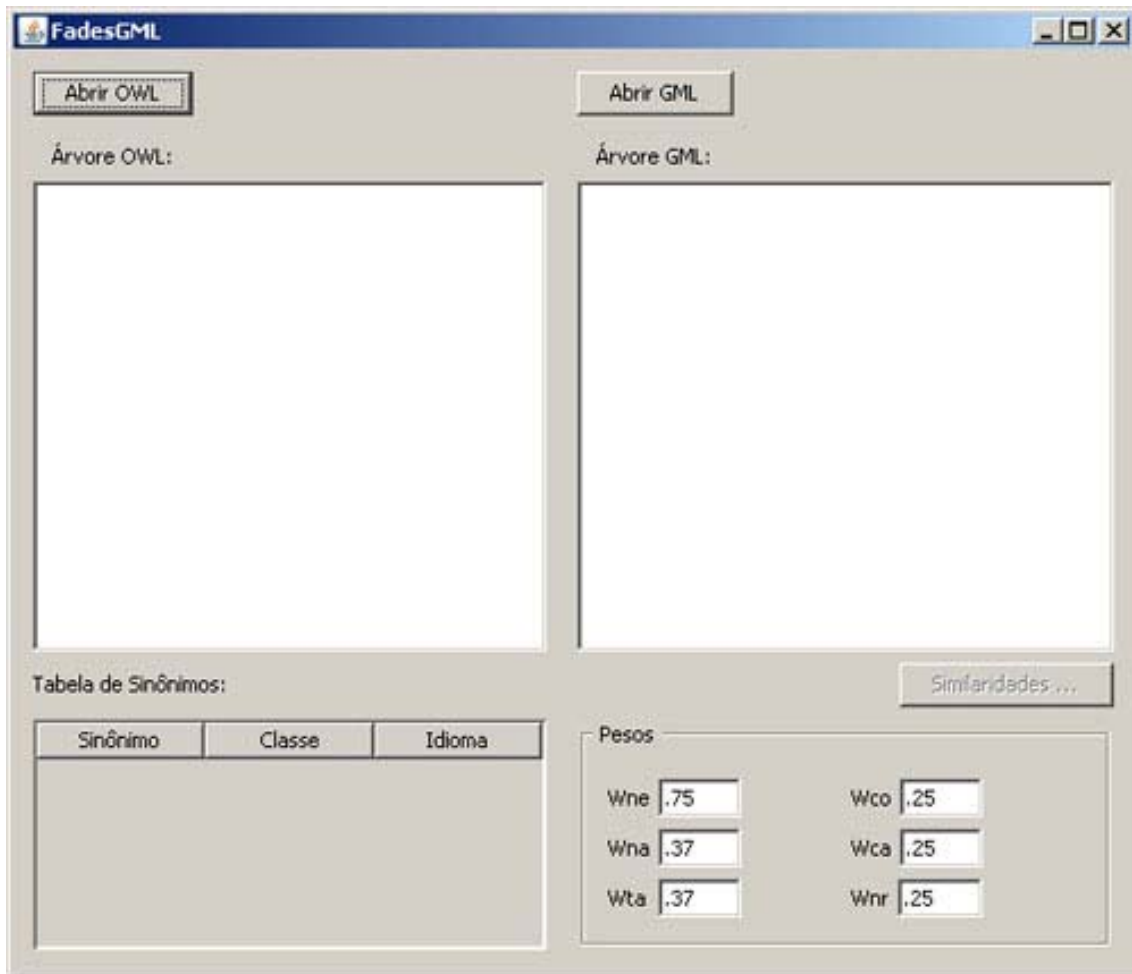 FadesGML
Abrir OWL
Abrir GML
Árvore OWL:
Árvore GML:
Tabela de Sinônimos:
Similaridades ...
Sinônimo Classe Idioma
Pesos
Wne .75 Wco .25
Wna .37 Wca .25
Wta .37 Wnr .25